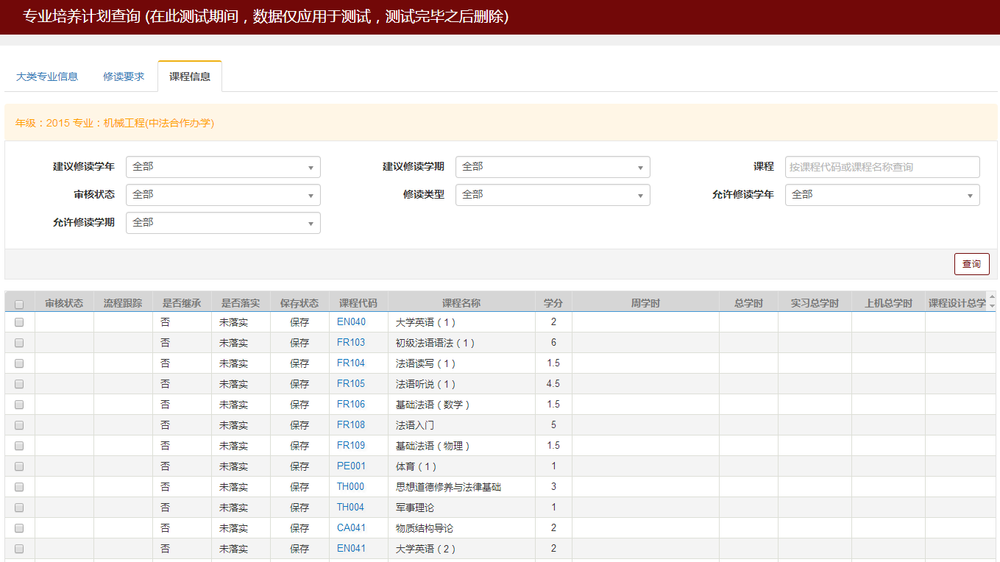 专业培养计划查询 (在此测试期间，数据仅应用于测试，测试完毕之后删除)
大类专业信息 修读要求 课程信息
年级：2015 专业：机械工程(中法合作办学)
建议修读学年 全部 建议修读学期 全部 课程 按课程代码或课程名称查询
审核状态 全部 修读类型 全部 允许修读学年 全部
允许修读学期 全部
查询
审核状态 流程跟踪 是否继承 是否落实 保存状态 课程代码 课程名称 学分 周学时 总学时 实习总学时 上机总学时 课程设计总学
否 未落实 保存 EN040 大学英语（1） 2
否 未落实 保存 FR103 初级法语语法（1） 6
否 未落实 保存 FR104 法语读写（1） 1.5
否 未落实 保存 FR105 法语听说（1） 4.5
否 未落实 保存 FR106 基础法语（数学） 1.5
否 未落实 保存 FR108 法语入门 5
否 未落实 保存 FR109 基础法语（物理） 1.5
否 未落实 保存 PE001 体育（1） 1
否 未落实 保存 TH000 思想道德修养与法律基础 3
否 未落实 保存 TH004 军事理论 1
否 未落实 保存 CA041 物质结构导论 2
否 未落实 保存 EN041 大学英语（2） 2